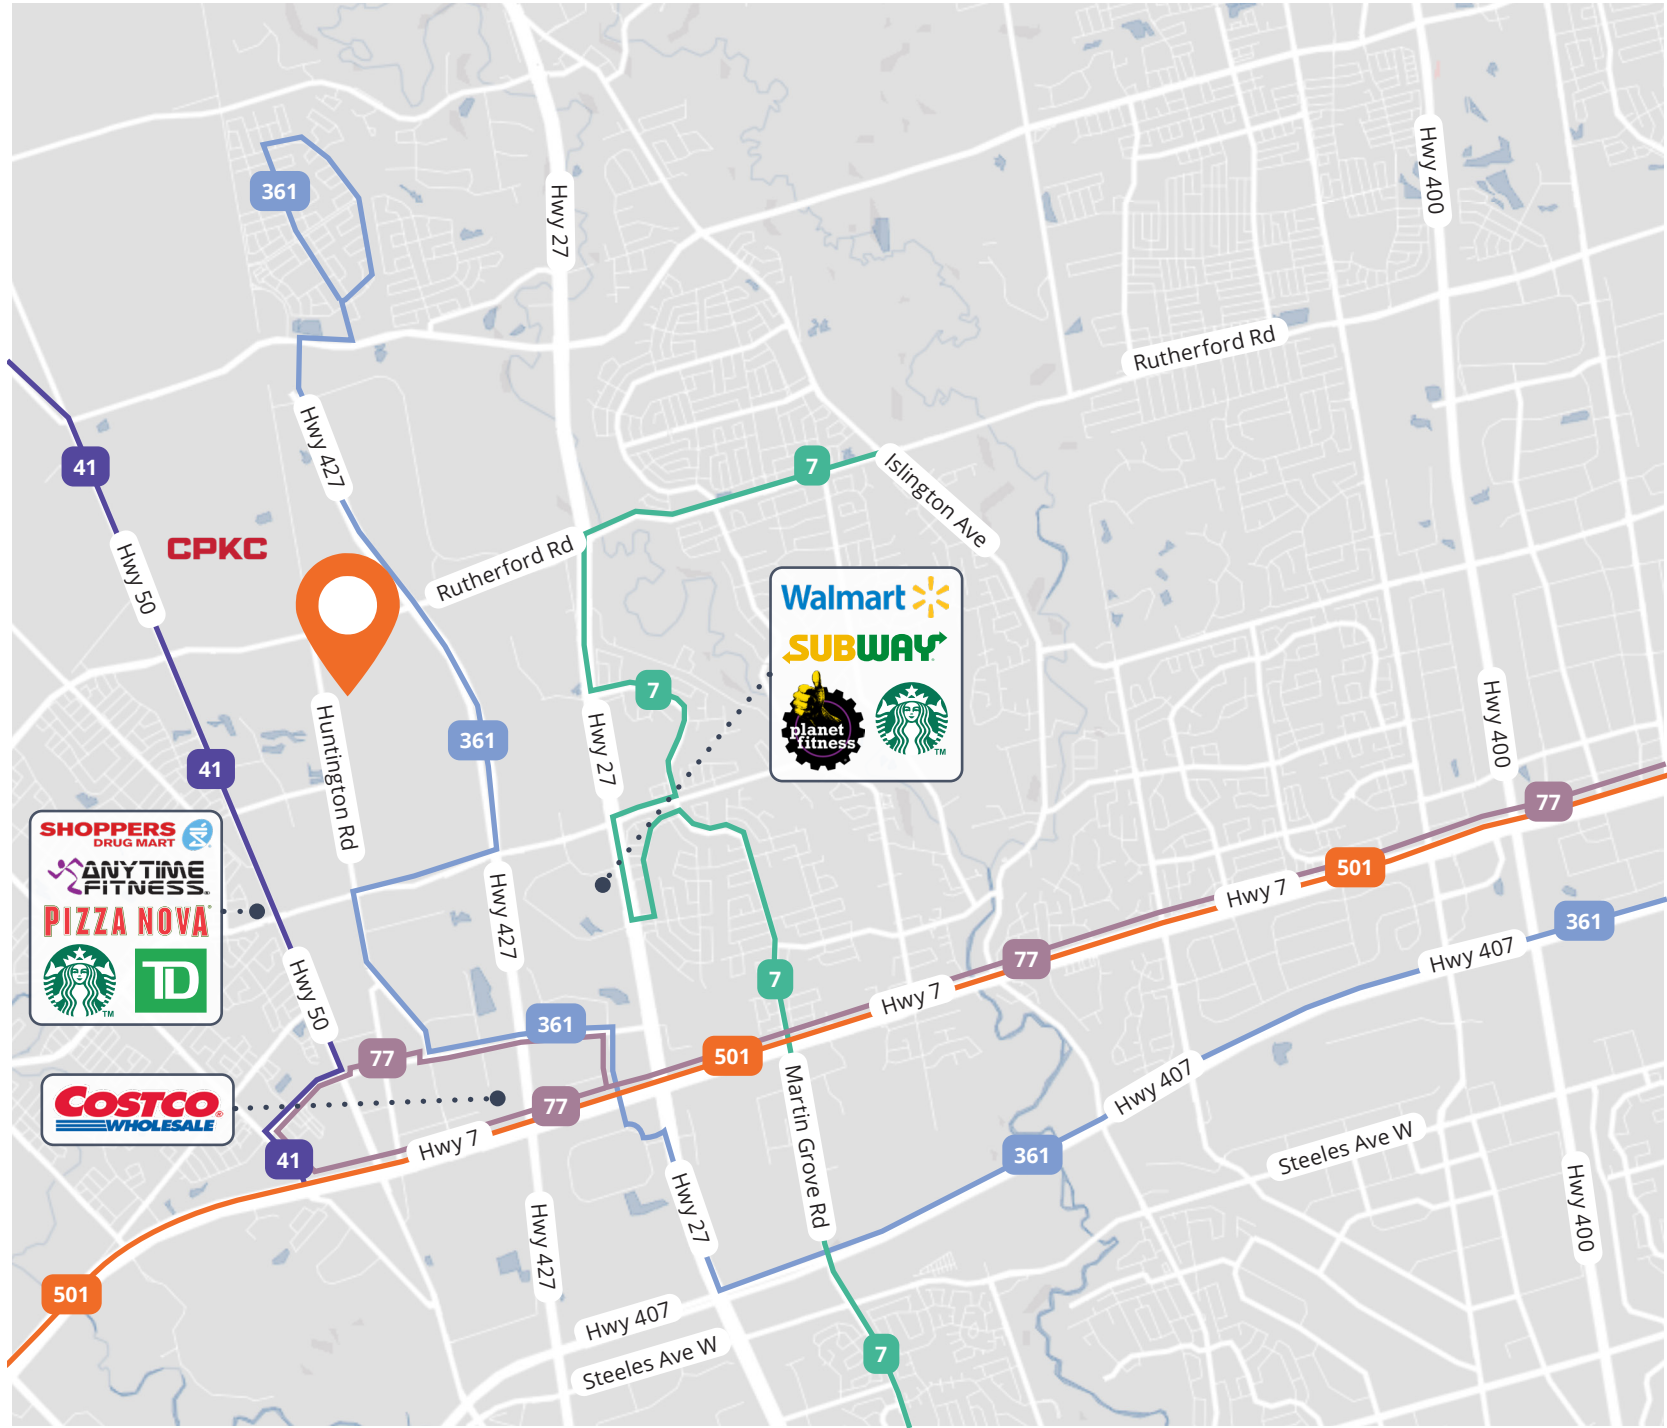 361
Hwy 27
Hwy 400
Rutherford Rd
Hwy 427
41
7
Islington Ave
CPKC
Hwy 50
Rutherford Rd
Walmart
SUBWAY
planet
fitness
TM
7
361
Hwy 27
Huntington Rd
Hwy 400
41
77
SHOPPERS
DRUG MART
ANYTIME
FITNESS
PIZZA NOVA
TM
TD
501
Hwy 7
361
Hwy 427
Hwy 407
77
7
Hwy 7
Hwy 50
361
77
501
COSTCO
WHOLESALE
77
Hwy 407
Martin Grove Rd
Hwy 7
41
361
Steeles Ave W
Hwy 27
Hwy 400
Hwy 427
501
Hwy 407
Steeles Ave W
7